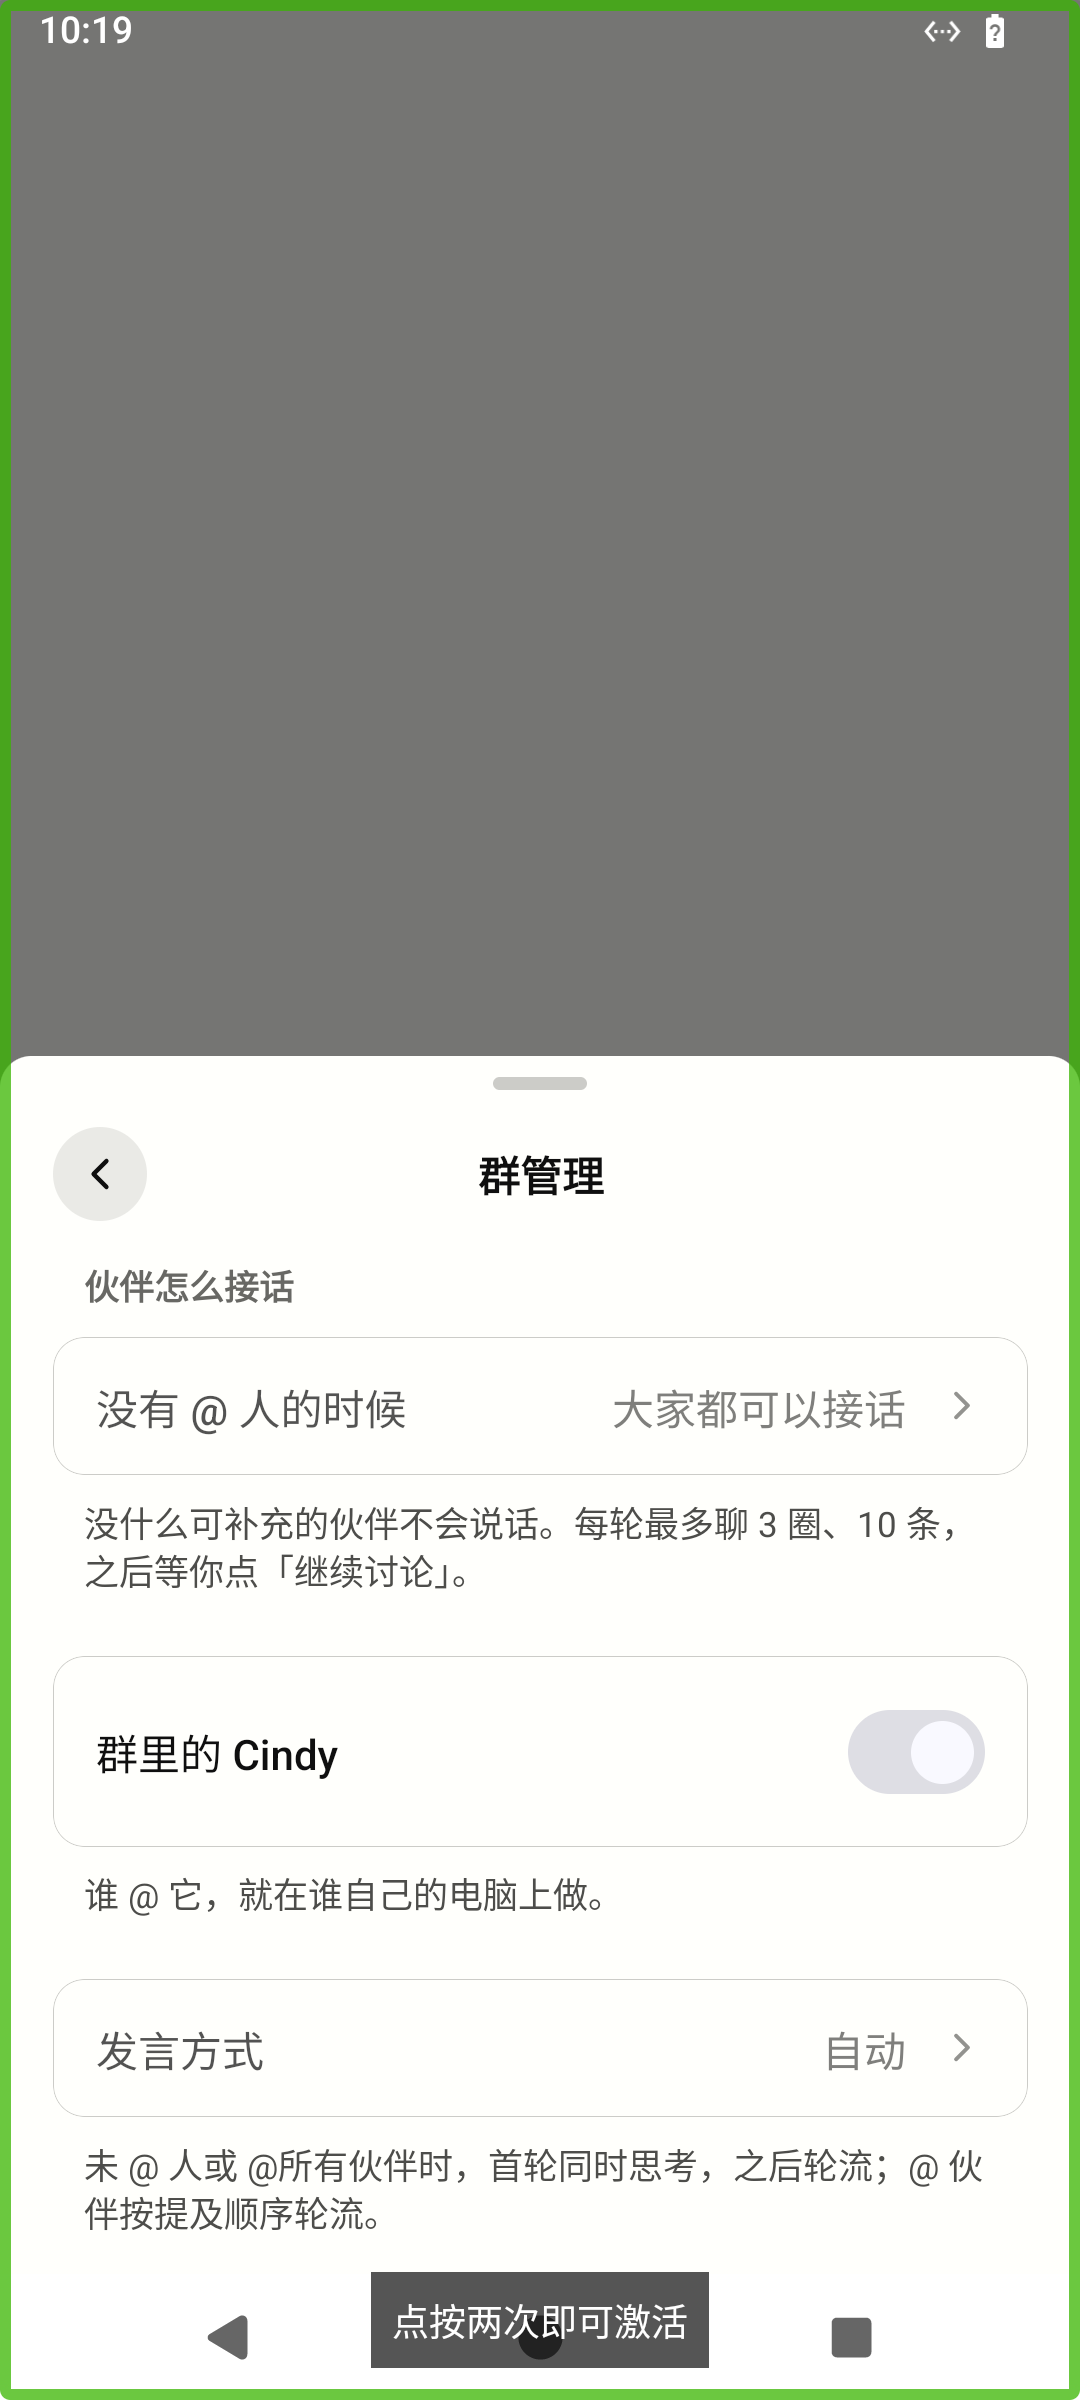 10:19
群管理
伙伴怎么接话
没有 @ 人的时候
大家都可以接话
没什么可补充的伙伴不会说话。每轮最多聊 3 圈、10 条，
之后等你点「继续讨论」。
群里的 Cindy
谁 @ 它，就在谁自己的电脑上做。
发言方式
自动
未 @ 人或 @所有伙伴时，首轮同时思考，之后轮流；@ 伙
伴按提及顺序轮流。
点按两次即可激活